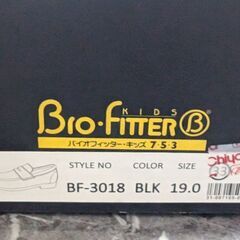 KIDS
Bio・FITTER B
バイオフィッター・キッズ 7・5・3
STYLE NO COLOR SIZE
BF-3018 BLK 19.0